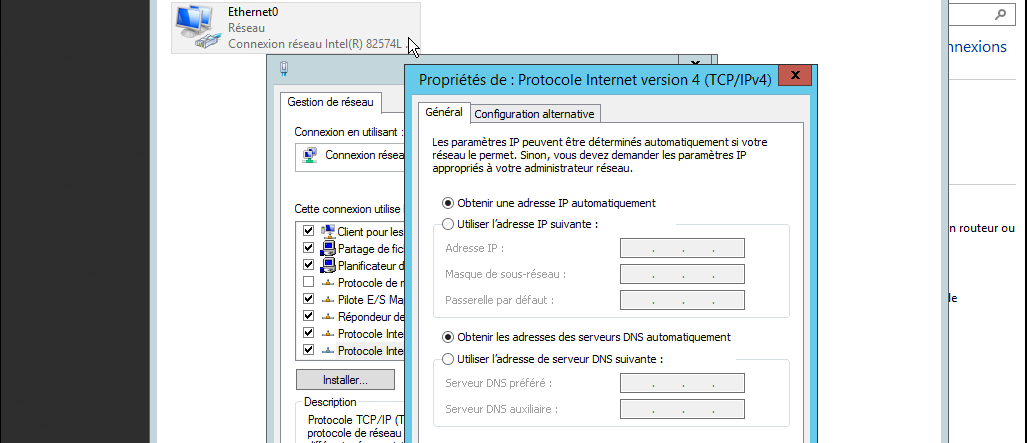 Ethernet0
Réseau
Connexion réseau Intel(R) 82574L
nnexions
Propriétés de : Protocole Internet version 4 (TCP/IPv4)
x
Gestion de réseau
Général
Configuration alternative
Connexion en utilisant :
Connexion résea
Les paramètres IP peuvent être déterminés automatiquement si votre
réseau le permet. Sinon, vous devez demander les paramètres IP
appropriés à votre administrateur réseau.
Cette connexion utilise l
Client pour les
Partage de fic
Planificateur d
Protocole de r
Pilote E/S Ma
Répondeur de
Protocole Inte
Protocole Inte
Installer...
Description
Protocole TCP/IP (T
protocole de réseau
Obtenir une adresse IP automatiquement
Utiliser l'adresse IP suivante :
Adresse IP :
Masque de sous-réseau :
Passerelle par défaut :
Obtenir les adresses des serveurs DNS automatiquement
Utiliser l'adresse de serveur DNS suivante :
Serveur DNS préféré :
Serveur DNS auxiliaire :
n routeur ou
le